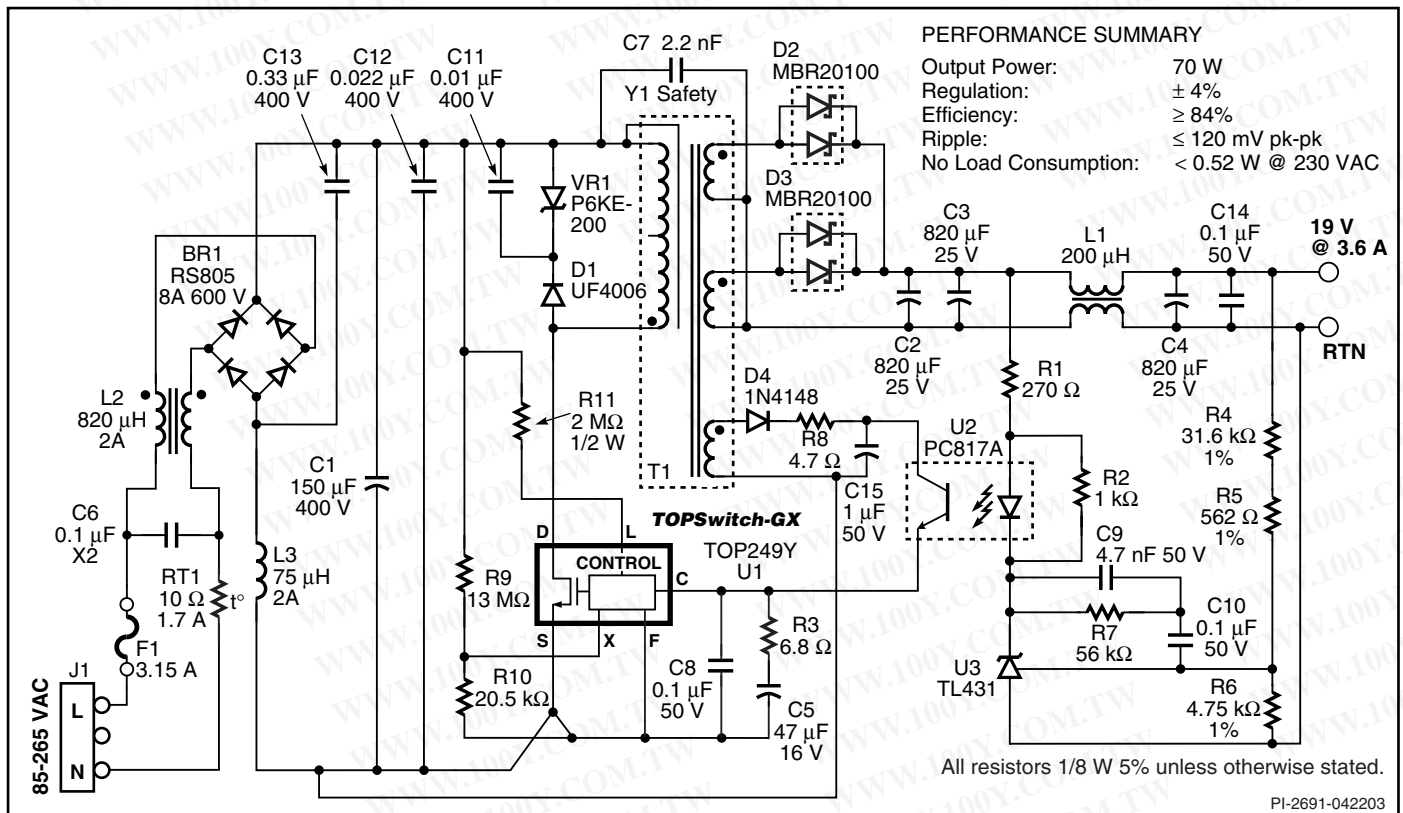 PERFORMANCE SUMMARY
Output Power: 70 W
Regulation: ± 4%
Efficiency: ≥ 84%
Ripple: ≤ 120 mV pk-pk
No Load Consumption: < 0.52 W @ 230 VAC
C13
0.33 µF
400 V
C12
0.022 µF
400 V
C11
0.01 µF
400 V
C7 2.2 nF
Y1 Safety
D2
MBR20100
D3
MBR20100
VR1
P6KE-
200
D1
UF4006
BR1
RS805
8A 600 V
C3
820 µF
25 V
L1
200 µH
C14
0.1 µF
50 V
19 V
@ 3.6 A
RTN
C2
820 µF
25 V
C4
820 µF
25 V
R1
270 Ω
L2
820 µH
2A
R11
2 MΩ
1/2 W
T1
D4
1N4148
R8
4.7 Ω
C15
1 µF
50 V
U2
PC817A
R2
1 kΩ
R4
31.6 kΩ
1%
R5
562 Ω
1%
C1
150 µF
400 V
C6
0.1 µF
X2
L3
75 µH
2A
RT1
10 Ω
1.7 A
t°
F1
3.15 A
J1
L
N
85-265 VAC
TOPSwitch-GX
TOP249Y
U1
D
L
CONTROL
C
S
X
F
R9
13 MΩ
R10
20.5 kΩ
C8
0.1 µF
50 V
R3
6.8 Ω
C5
47 µF
16 V
C9
4.7 nF 50 V
R7
56 kΩ
C10
0.1 µF
50 V
U3
TL431
R6
4.75 kΩ
1%
All resistors 1/8 W 5% unless otherwise stated.
PI-2691-042203
WWW.100Y.COM.TW